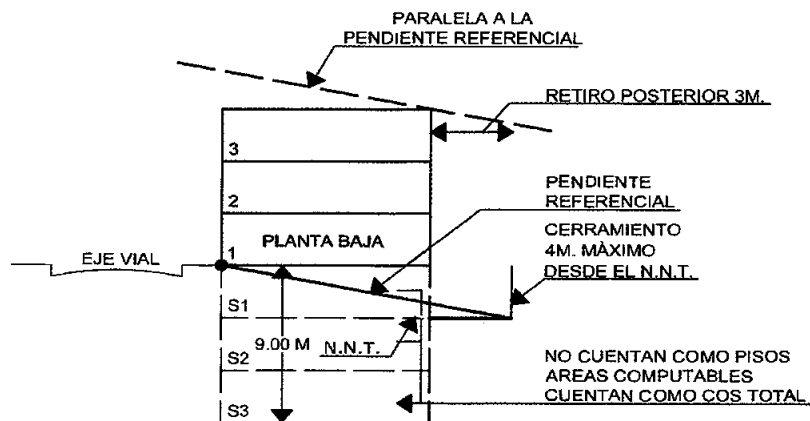 PARALELA A LA
PENDIENTE REFERENCIAL
RETIRO POSTERIOR 3M.
3
2
PENDIENTE
REFERENCIAL
1
PLANTA BAJA
CERRAMIENTO
4M. MÀXIMO
DESDE EL N.N.T.
EJE VIAL
S1
9.00 M
N.N.T.
S2
NO CUENTAN COMO PISOS
AREAS COMPUTABLES
CUENTAN COMO COS TOTAL
S3